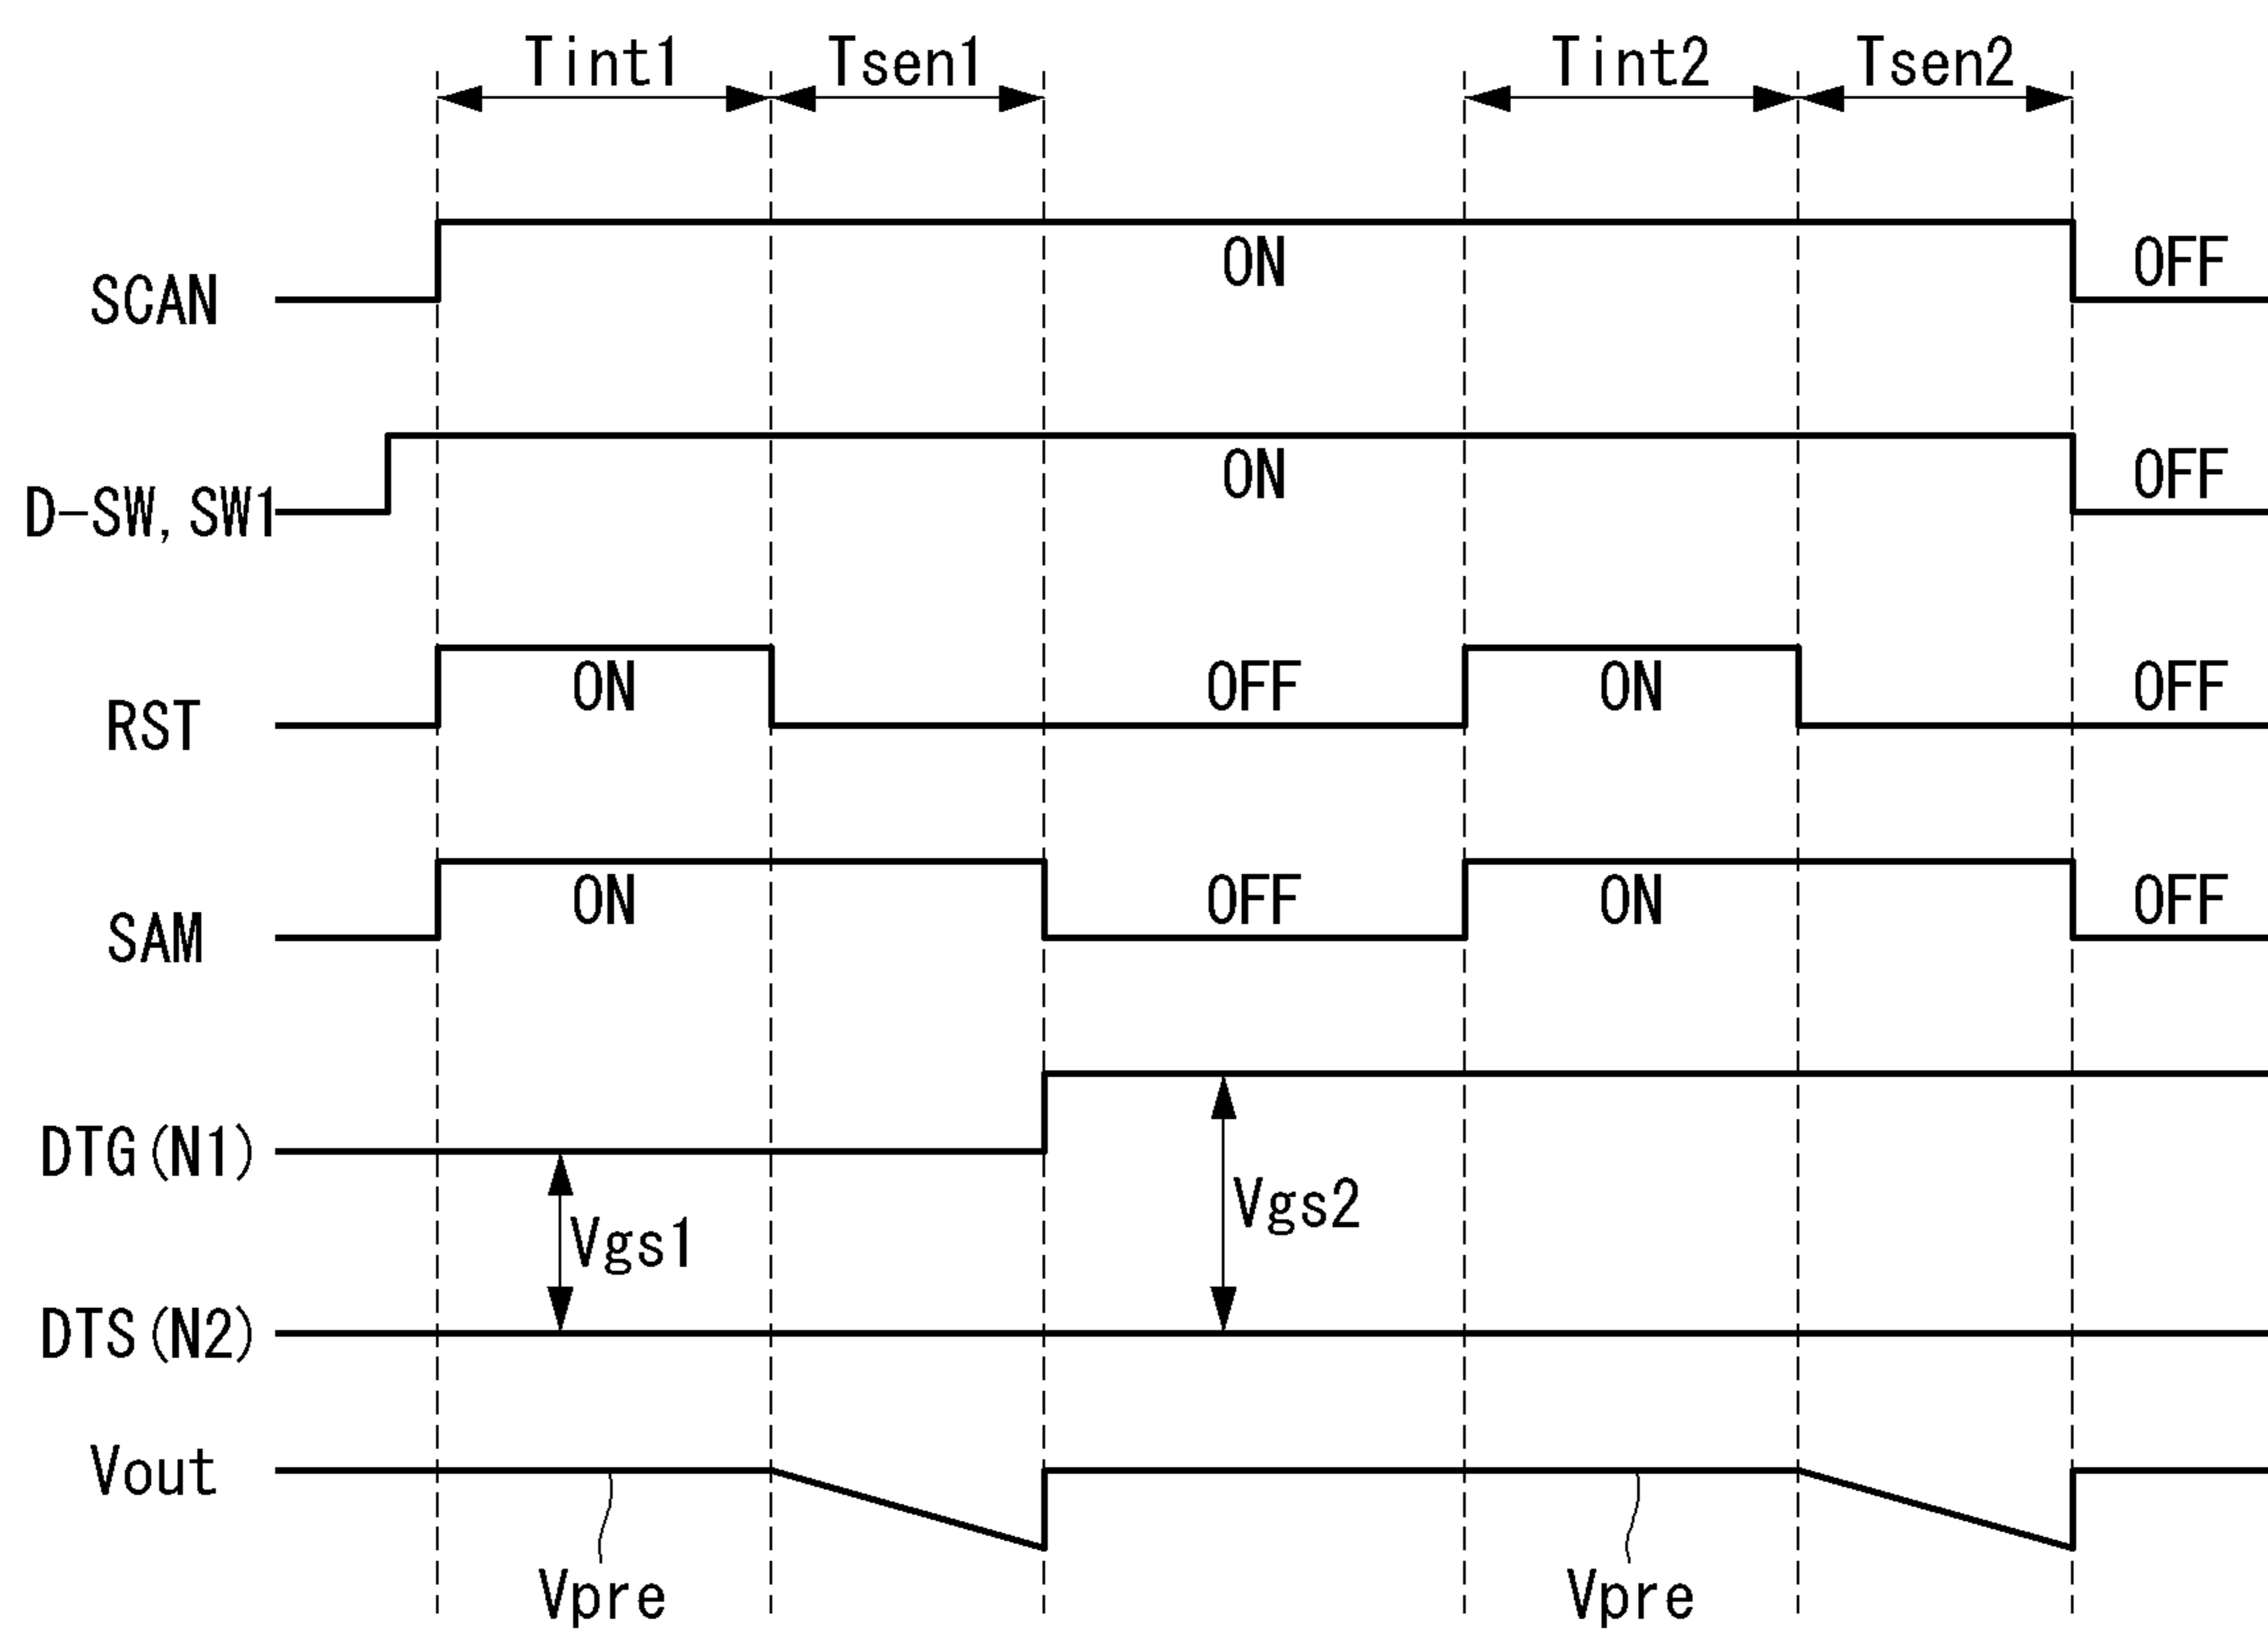 Tint1 Tsen1 Tint2 Tsen2
SCAN ON OFF
D-SW, SW1 ON OFF
RST ON OFF ON OFF
SAM ON OFF ON OFF
DTG(N1)
Vgs1 Vgs2
DTS(N2)
Vout
Vpre Vpre